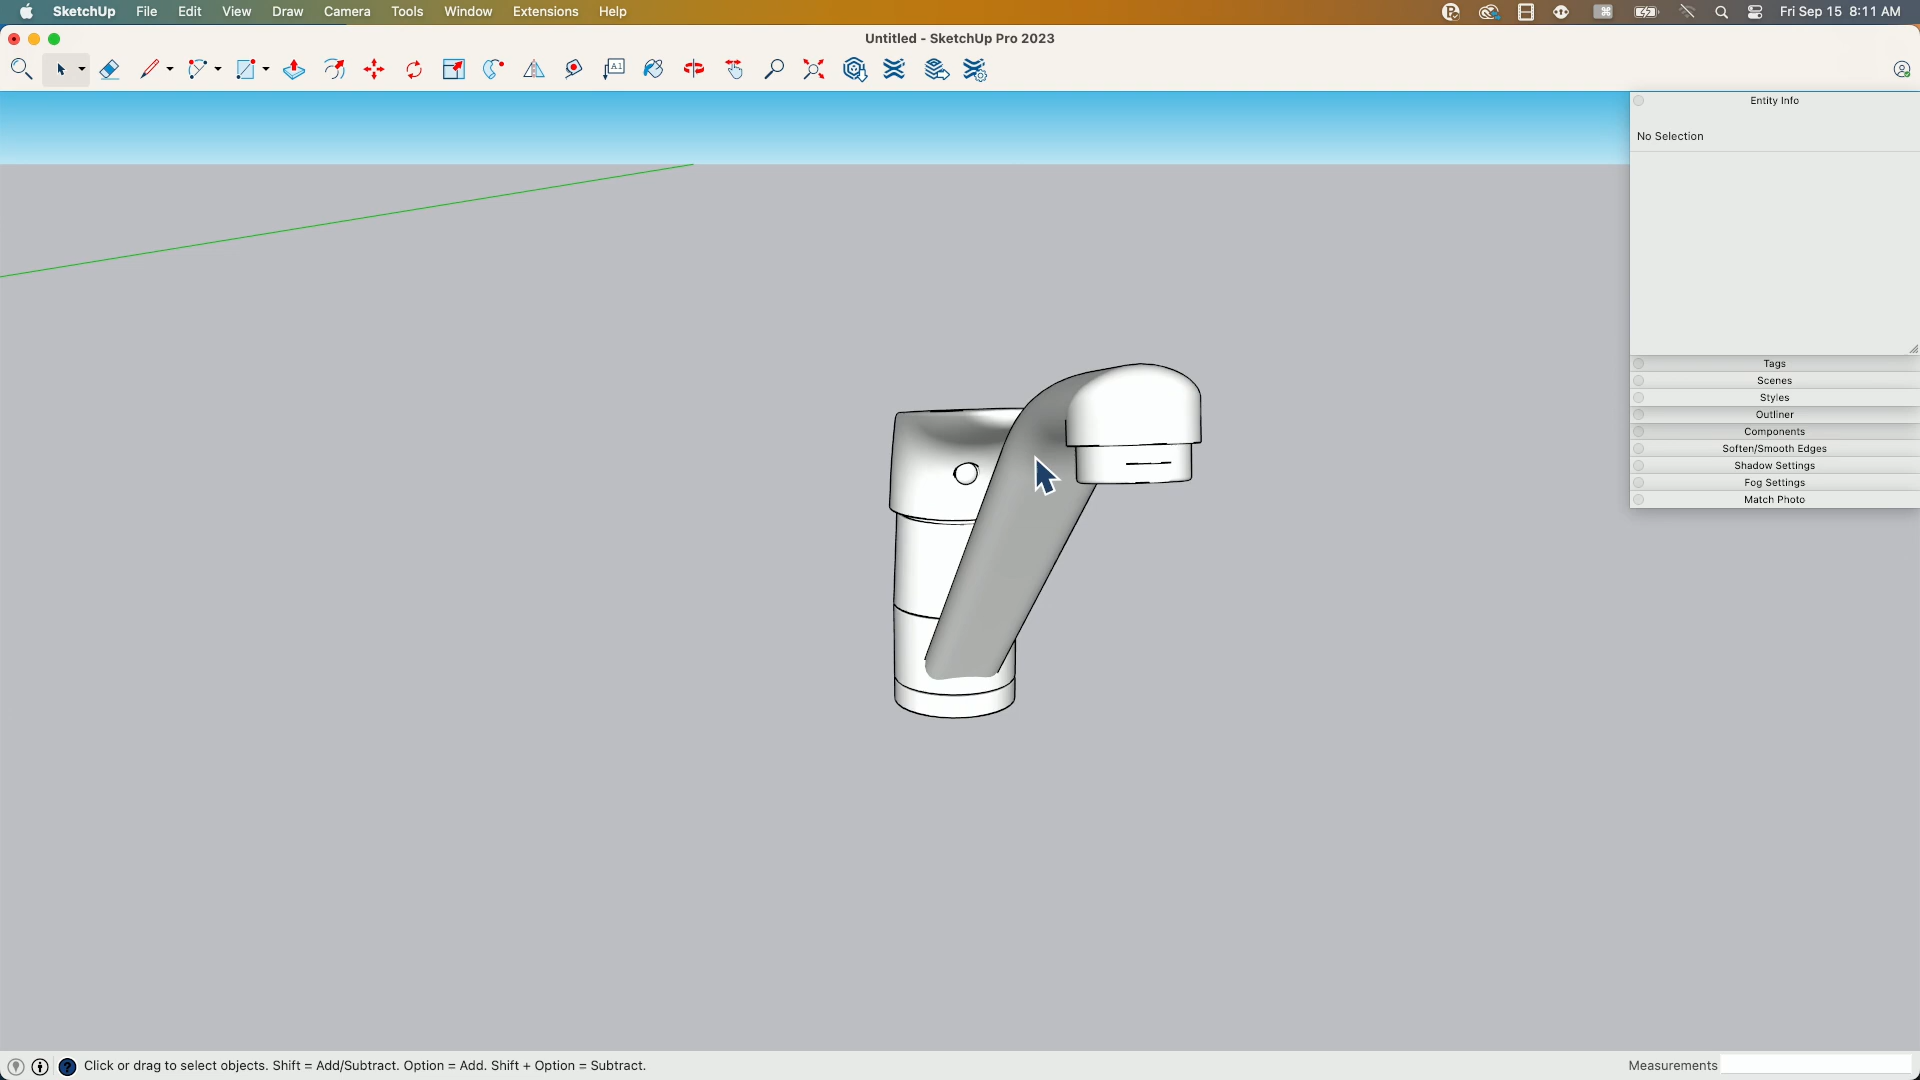 SketchUp File Edit View Draw Camera Tools Window Extensions Help Fri Sep 15 8:11 AM
Untitled - SketchUp Pro 2023
A1
Entity Info
No Selection
Tags
Scenes
Styles
Outliner
Components
Soften/Smooth Edges
Shadow Settings
Fog Settings
Match Photo
Click or drag to select objects. Shift = Add/Subtract. Option = Add. Shift + Option = Subtract. Measurements